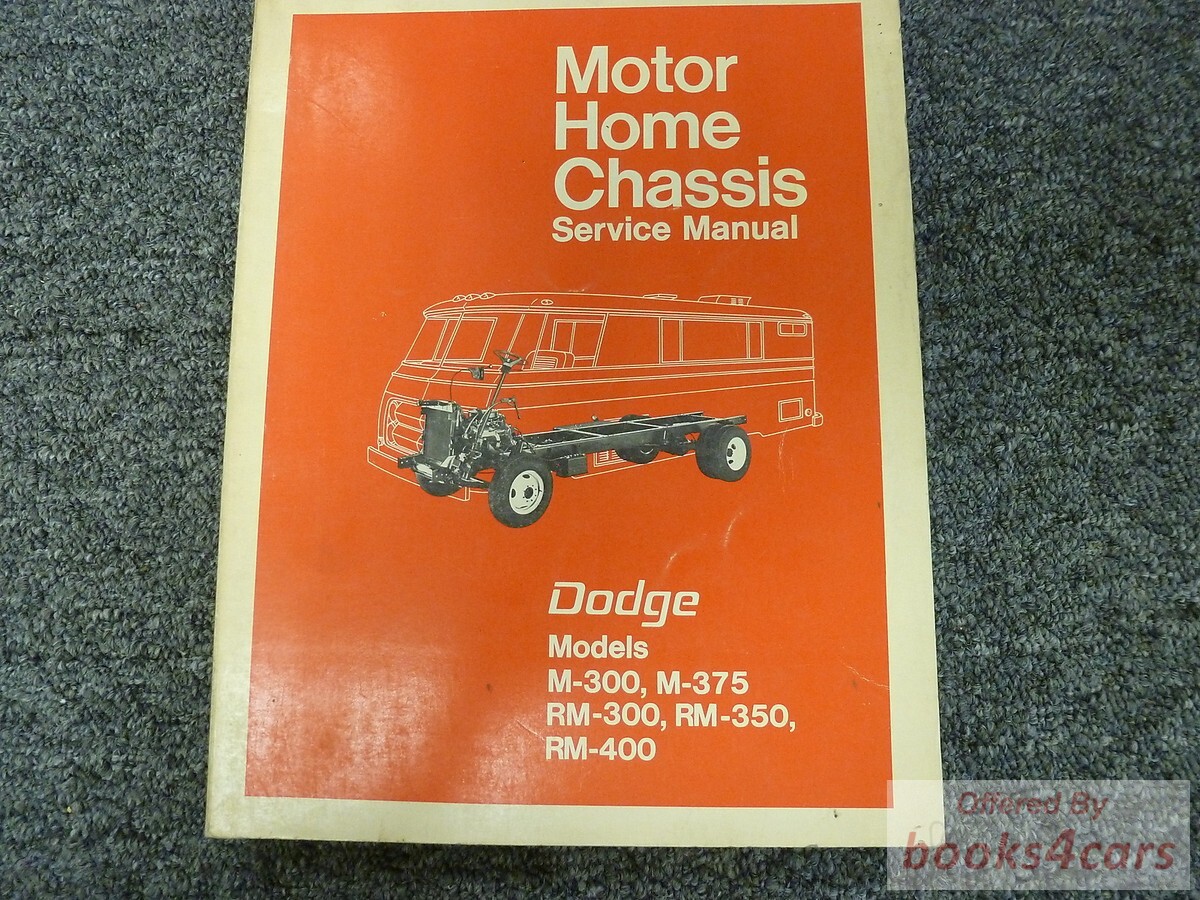 Motor
Home
Chassis
Service Manual
Dodge
Models
M-300, M-375
RM-300, RM-350,
RM-400
Offered By
books4cars